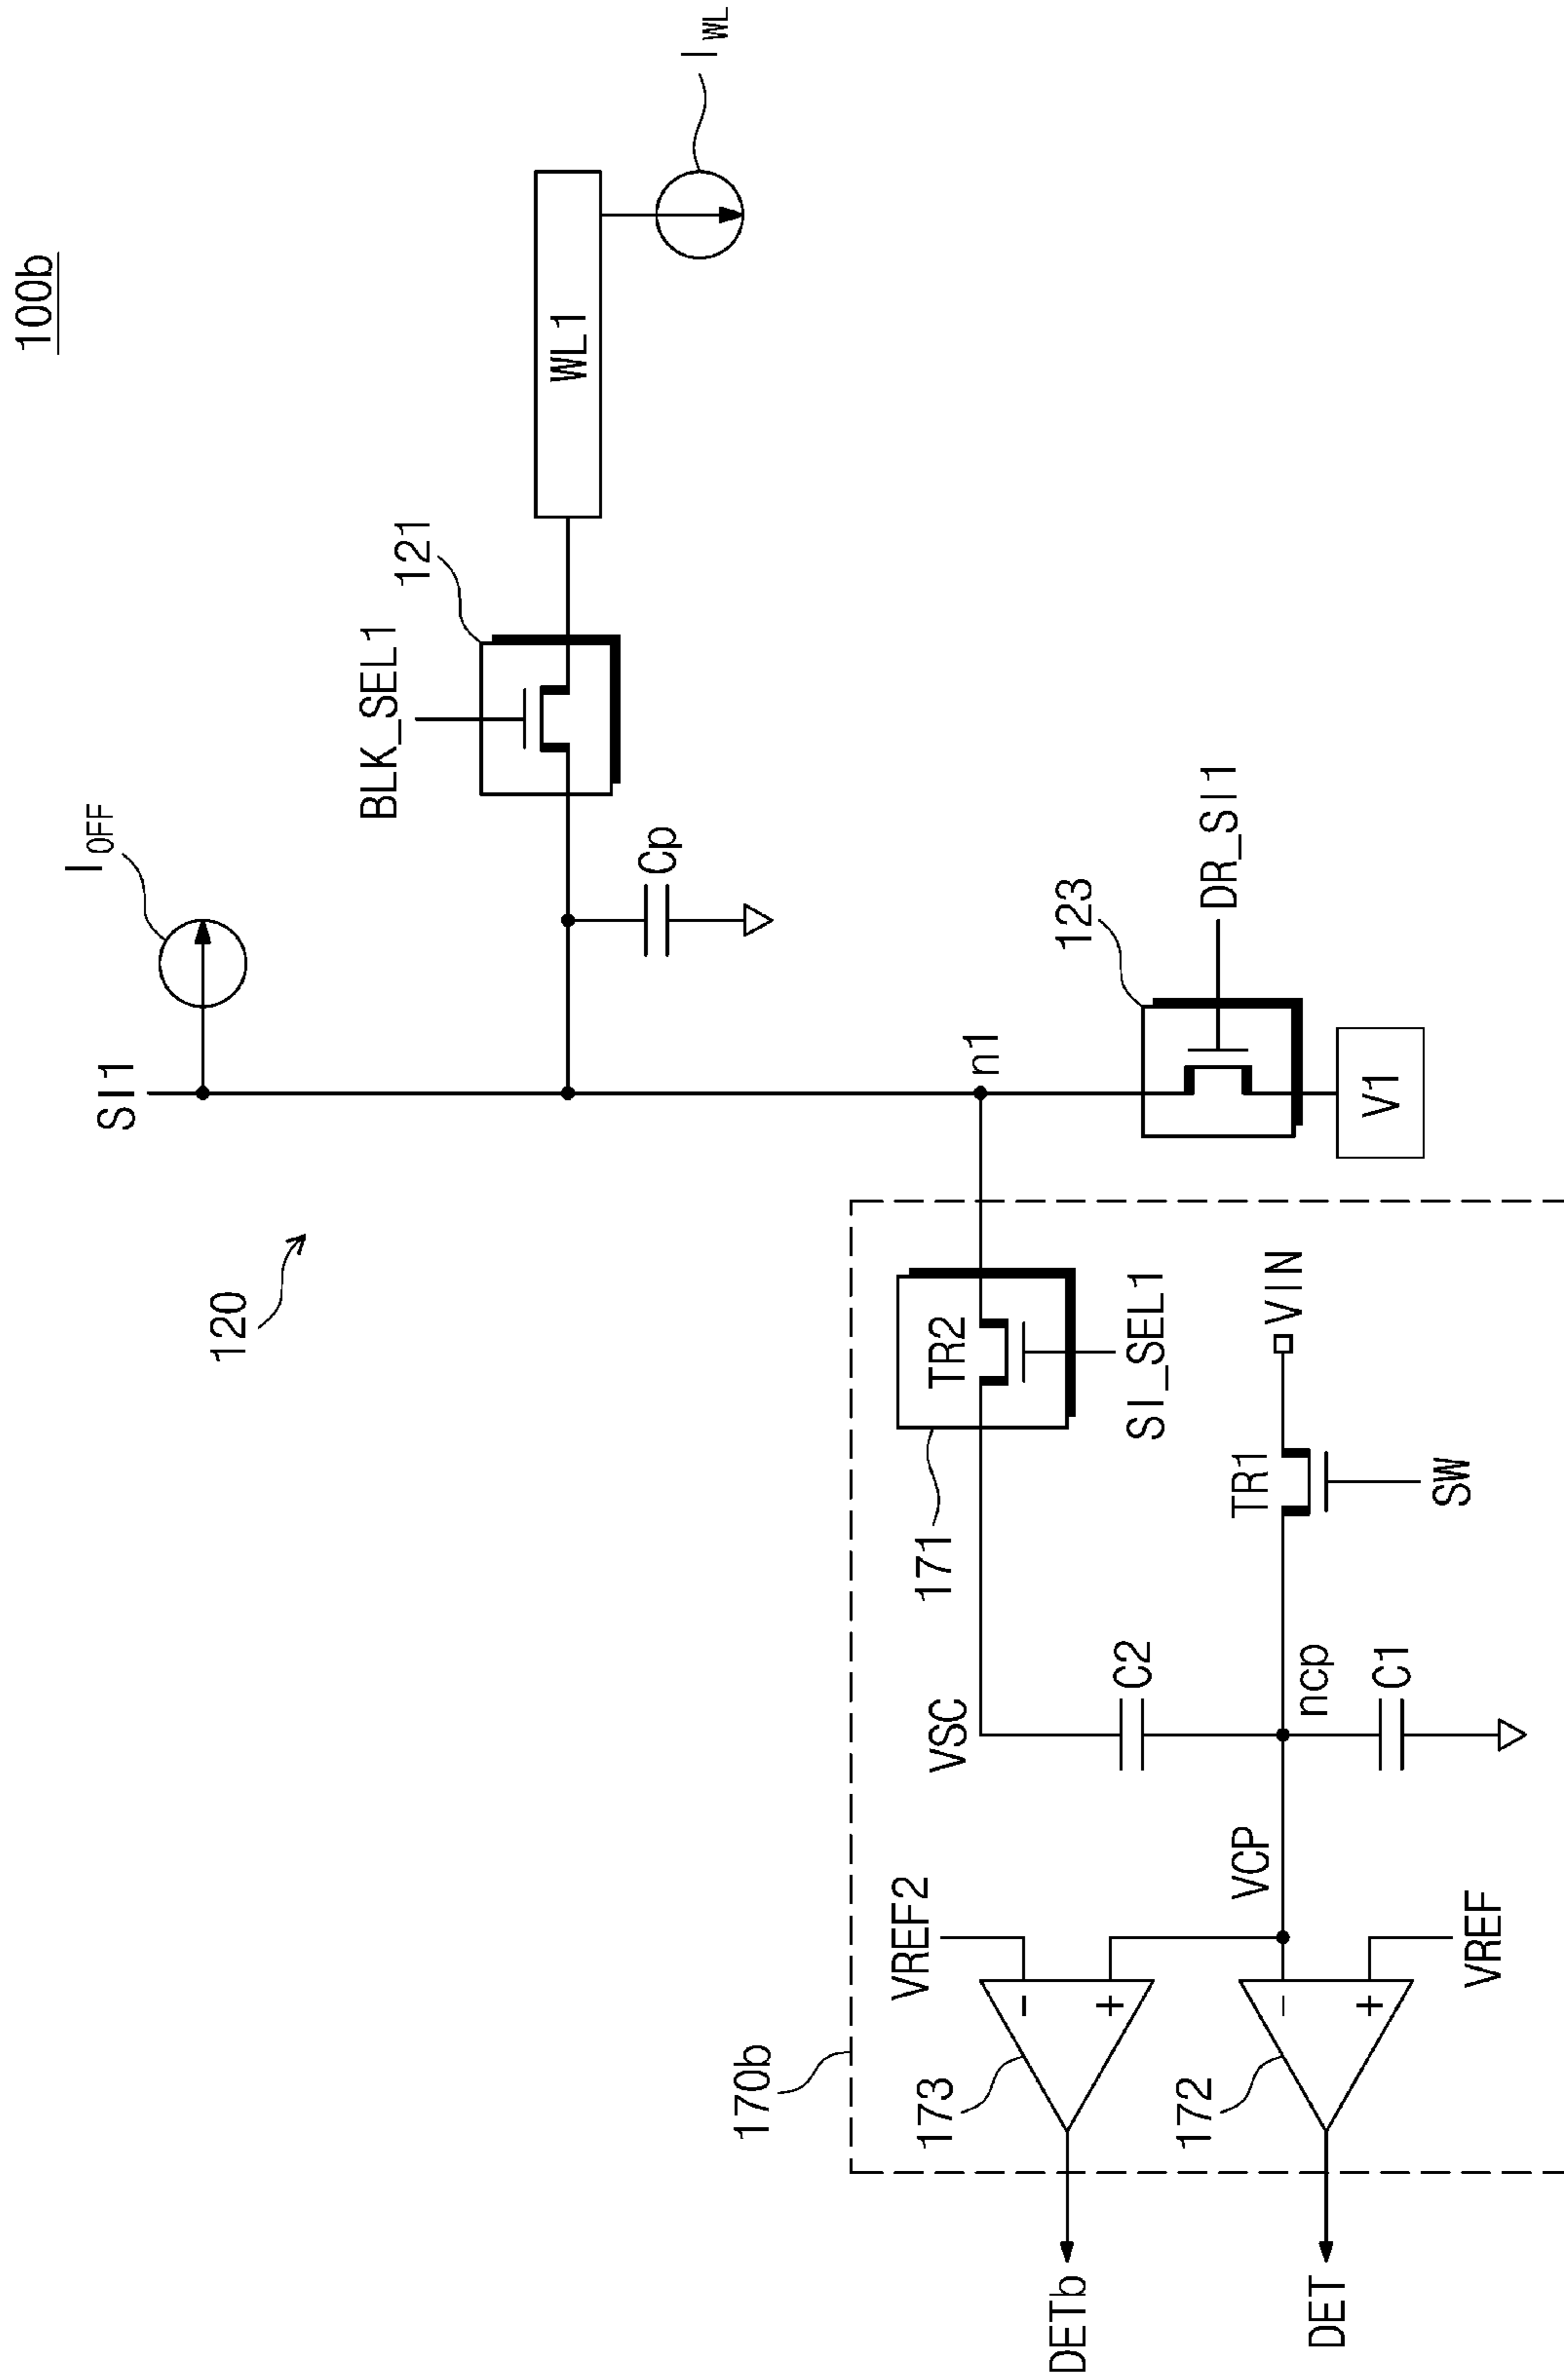 100b
120
SI1
I_OFF
BLK_SEL1
121
WL1
I_WL
Cp
n1
123
DR_SI1
V1
170b
171
TR2
SI_SEL1
VSC
C2
VIN
TR1
SW
ncp
C1
VCP
VREF2
VREF
-
+
-
+
173
172
DETb
DET